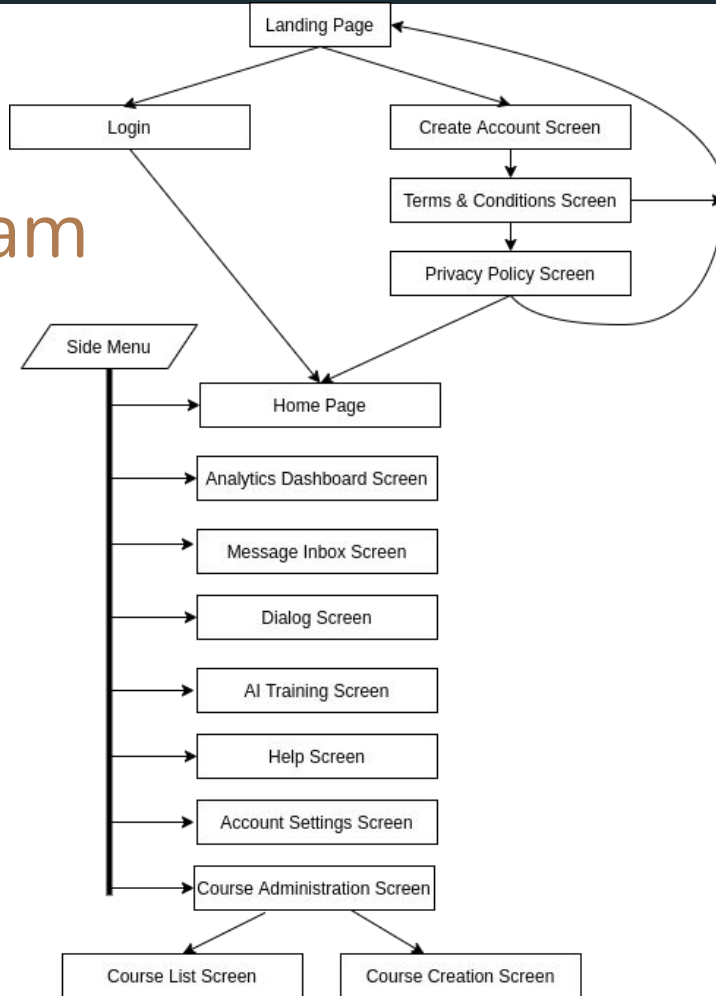 Landing Page
Login
Create Account Screen
Terms & Conditions Screen
am
Privacy Policy Screen
Side Menu
Home Page
Analytics Dashboard Screen
Message Inbox Screen
Dialog Screen
AI Training Screen
Help Screen
Account Settings Screen
Course Administration Screen
Course List Screen
Course Creation Screen